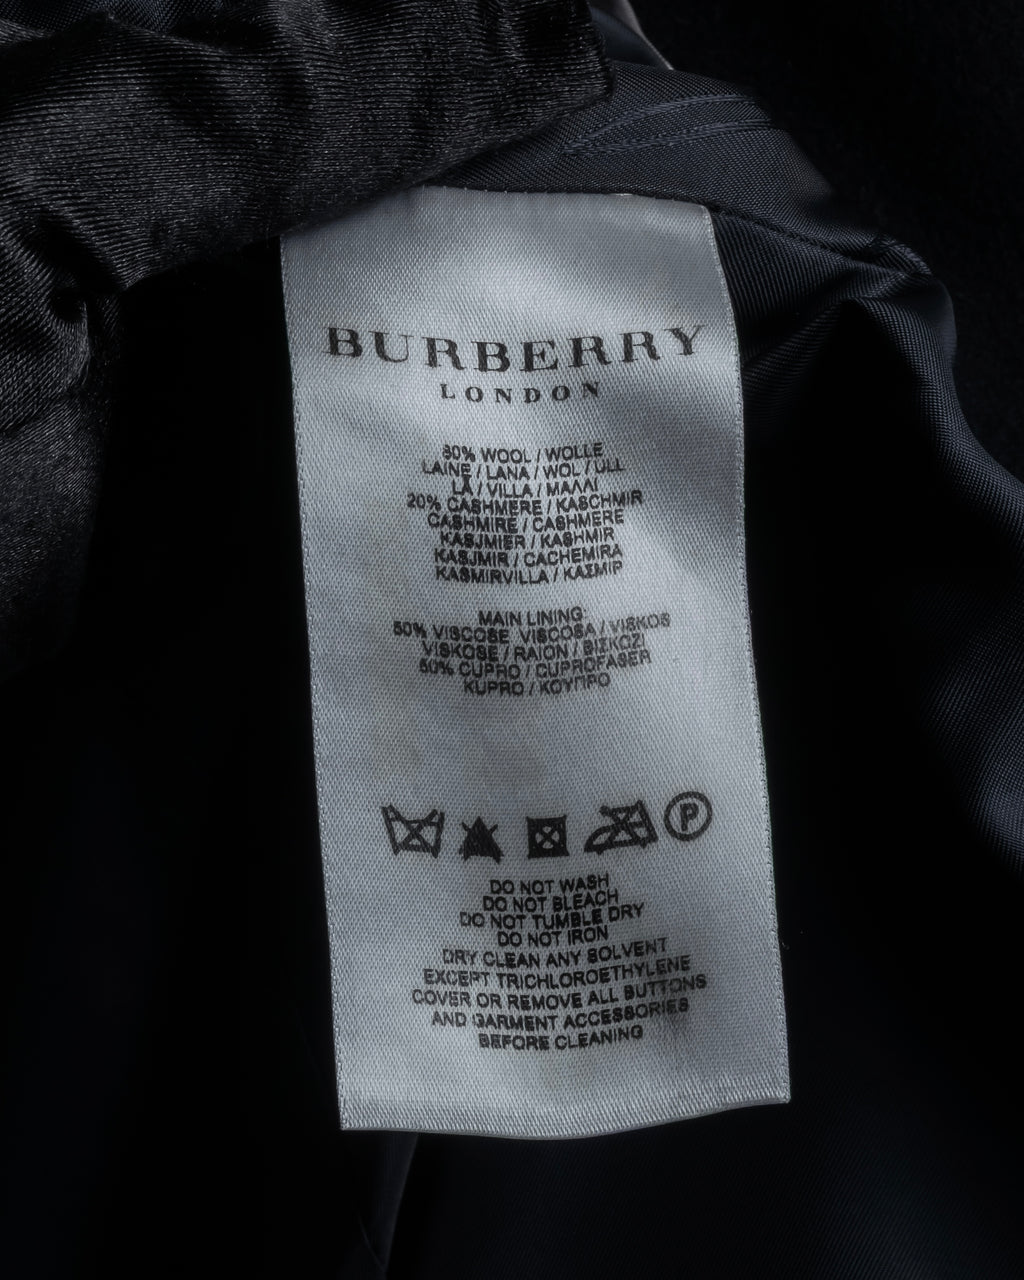 BURBERRY
LONDON
80% WOOL / WOLLE
LAINE / LANA / WOL / ULL
LÃ / VILLA / ΜΑΛΛΙ
20% CASHMERE / KASCHMIR
CASHMIRE / CASHMERE
KASJMIER / KASHMIR
KASJMIR / CACHEMIRA
KASMIRVILLA / ΚΑΣΜΙΡ
MAIN LINING:
50% VISCOSE VISCOSA / VISKOS
VISKOSE / RAION / ΒΙΣΚΟΖΙ
50% CUPRO / CUPROFASER
KUPRO / ΚΟΥΠΡΟ
P
DO NOT WASH
DO NOT BLEACH
DO NOT TUMBLE DRY
DO NOT IRON
DRY CLEAN ANY SOLVENT
EXCEPT TRICHLOROETHYLENE
COVER OR REMOVE ALL BUTTONS
AND GARMENT ACCESSORIES
BEFORE CLEANING